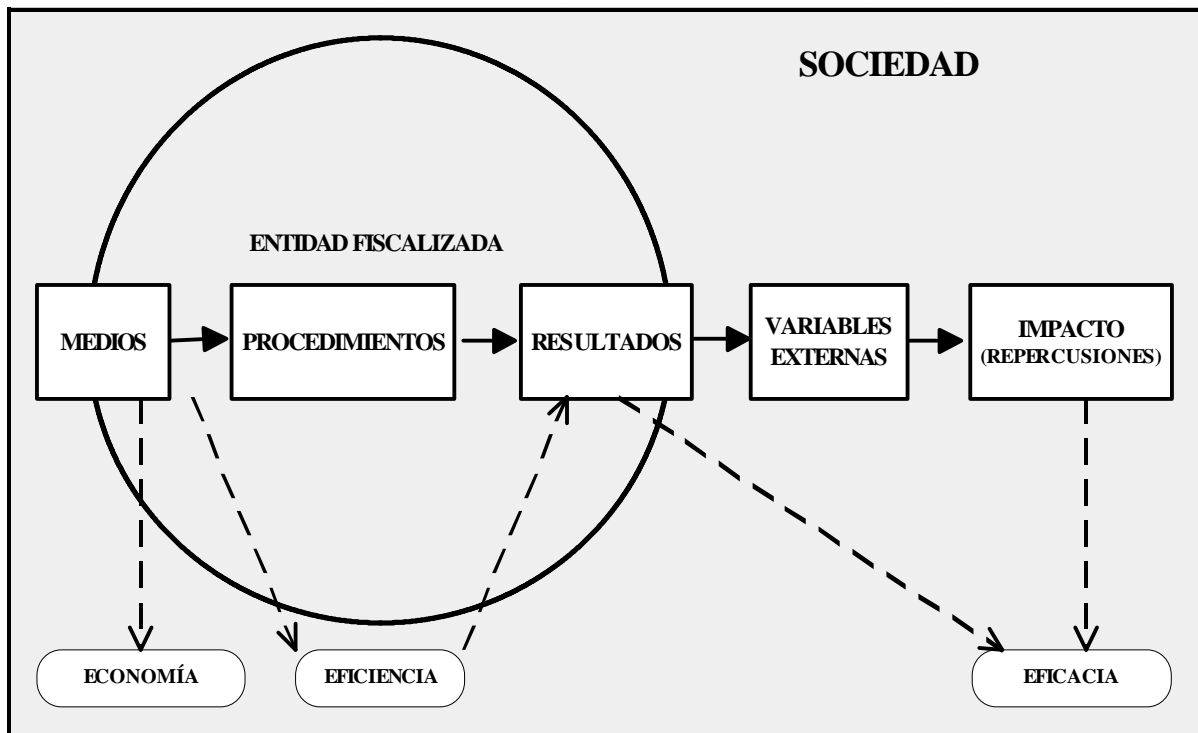 SOCIEDAD
ENTIDAD FISCALIZADA
MEDIOS
PROCEDIMIENTOS
RESULTADOS
VARIABLES
EXTERNAS
IMPACTO
(REPERCUSIONES)
ECONOMÍA
EFICIENCIA
EFICACIA